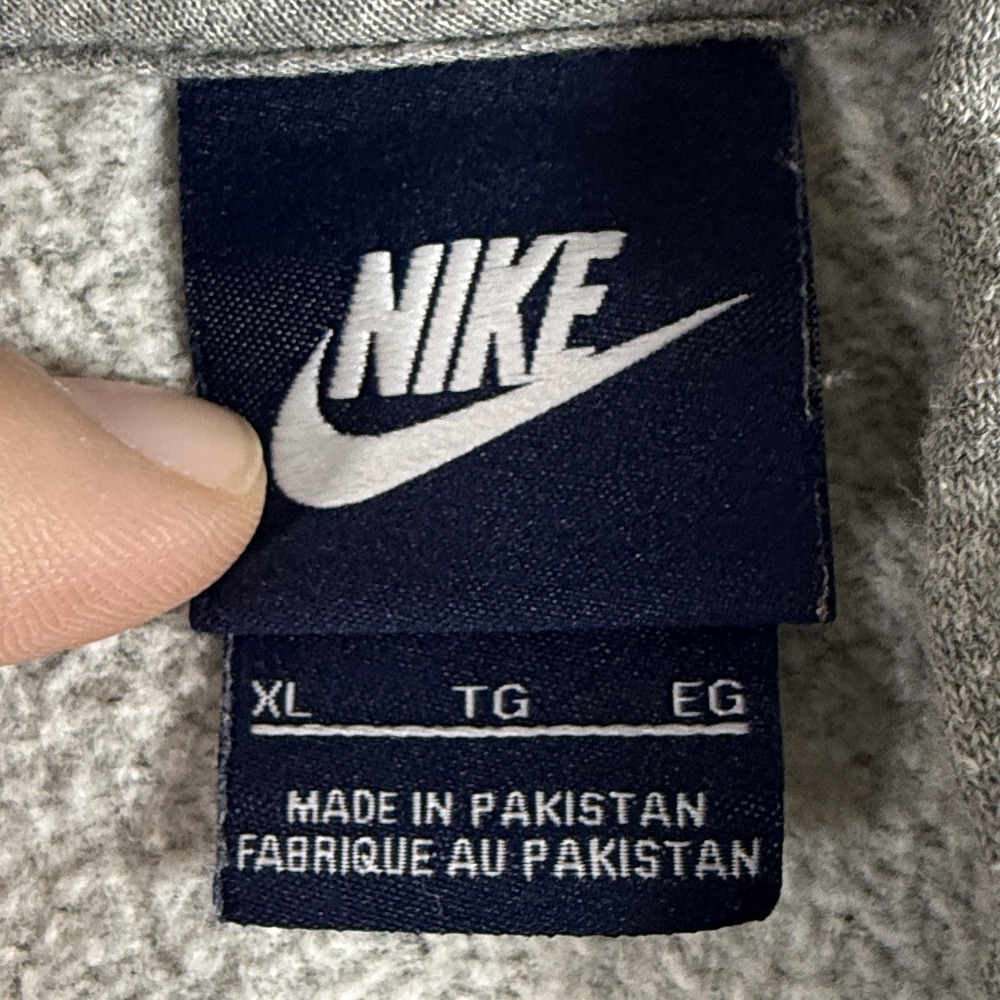 NIKE
XL TG EG
MADE IN PAKISTAN
FABRIQUE AU PAKISTAN